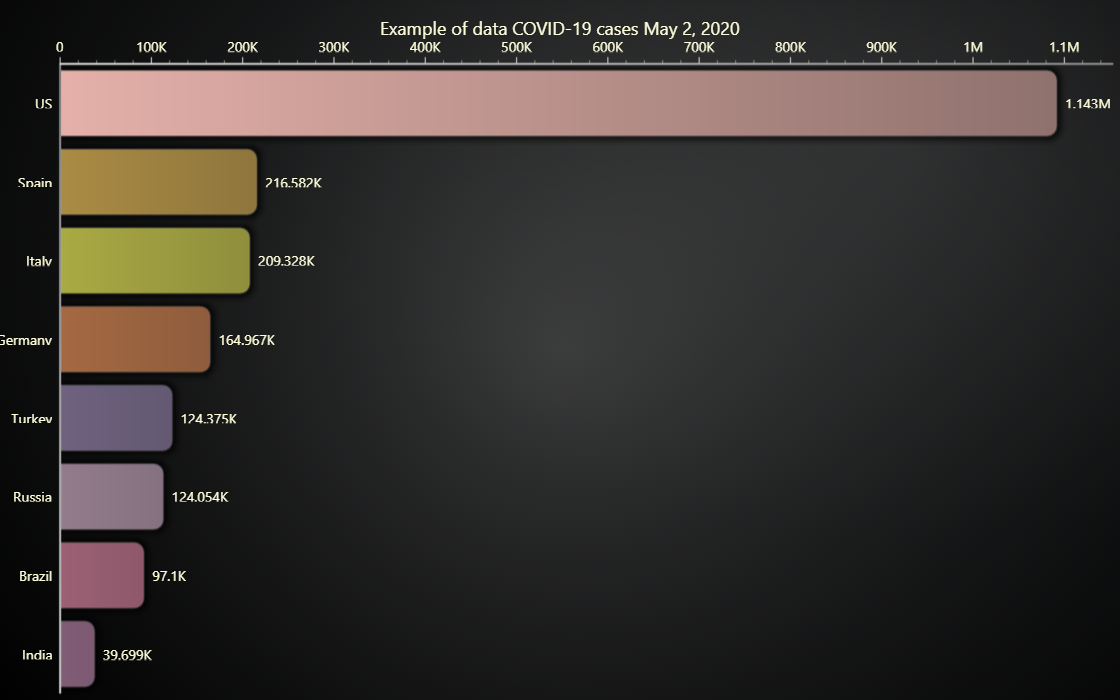 Example of data COVID-19 cases May 2, 2020
0 100K 200K 300K 400K 500K 600K 700K 800K 900K 1M 1.1M
US 1.143M
Spain 216.582K
Italy 209.328K
Germany 164.967K
Turkey 124.375K
Russia 124.054K
Brazil 97.1K
India 39.699K